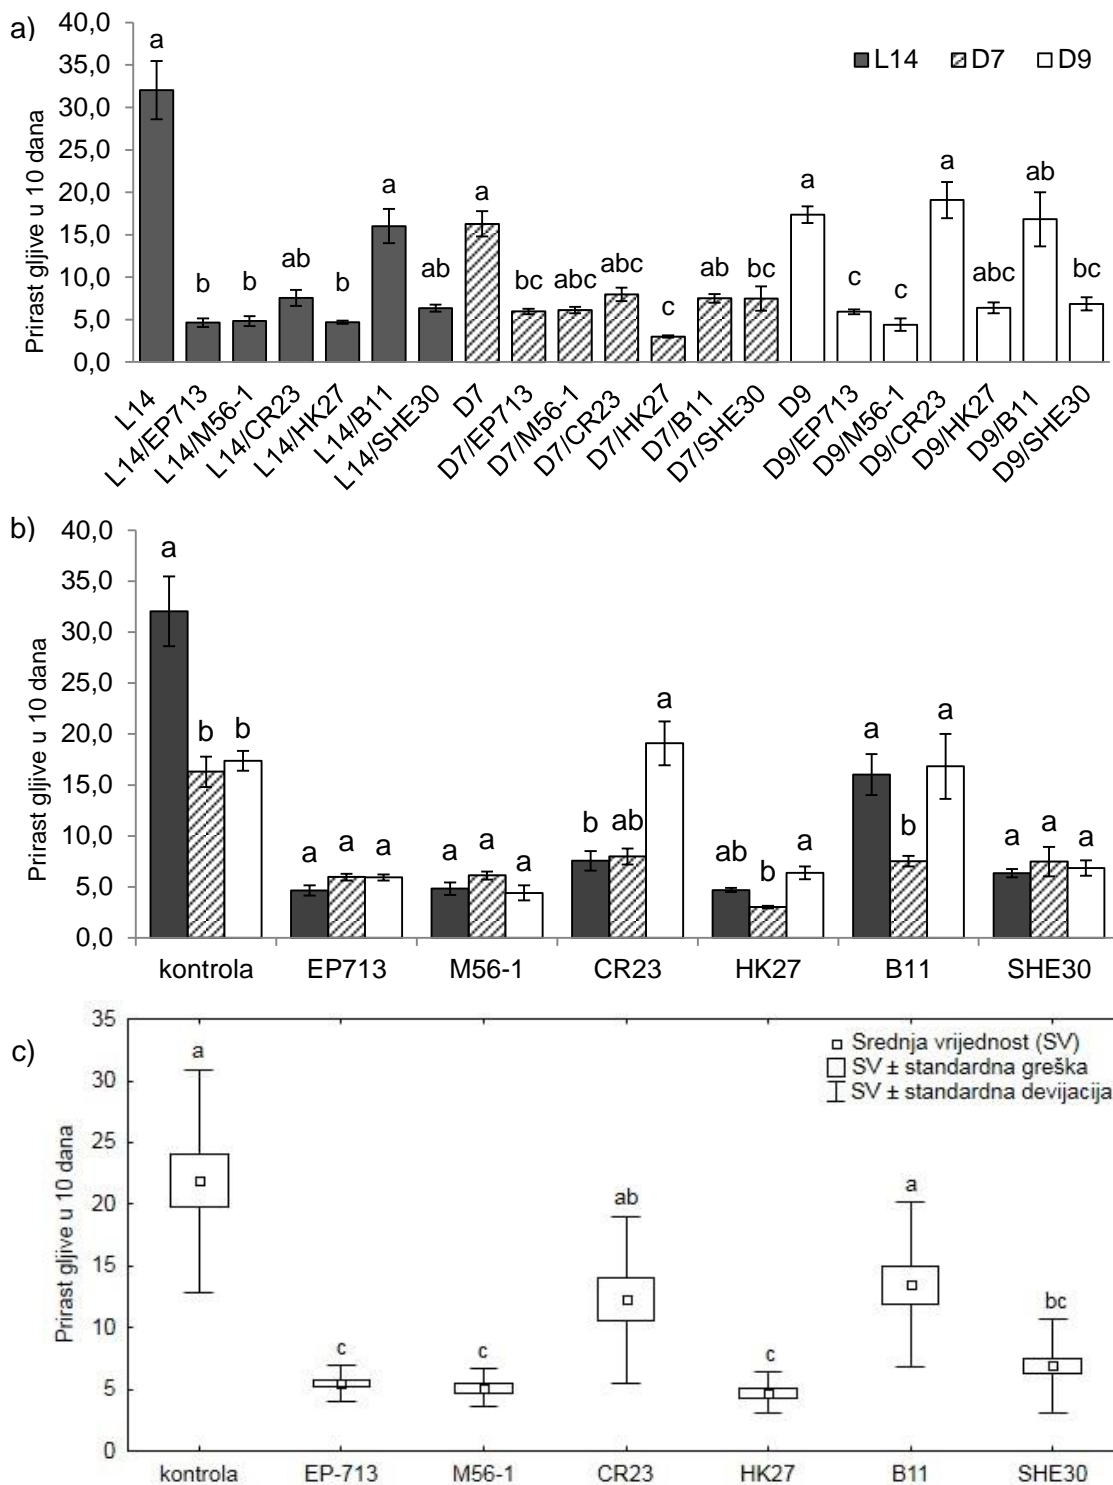 a)
40,0
35,0
30,0
25,0
20,0
15,0
10,0
5,0
0,0
Prirast gljive u 10 dana
L14 D7 D9
a b b ab b a ab a bc abc abc c ab bc a c c a abc ab bc
L14 L14/EP713 L14/M56-1 L14/CR23 L14/HK27 L14/B11 L14/SHE30 D7 D7/EP713 D7/M56-1 D7/CR23 D7/HK27 D7/B11 D7/SHE30 D9 D9/EP713 D9/M56-1 D9/CR23 D9/HK27 D9/B11 D9/SHE30
b)
40,0
35,0
30,0
25,0
20,0
15,0
10,0
5,0
0,0
Prirast gljive u 10 dana
a b b a a a a a a b ab a ab b a a b a a a a
kontrola EP713 M56-1 CR23 HK27 B11 SHE30
c)
35
30
25
20
15
10
5
0
Prirast gljive u 10 dana
Srednja vrijednost (SV)
SV ± standardna greška
SV ± standardna devijacija
a c c ab c a bc
kontrola EP-713 M56-1 CR23 HK27 B11 SHE30